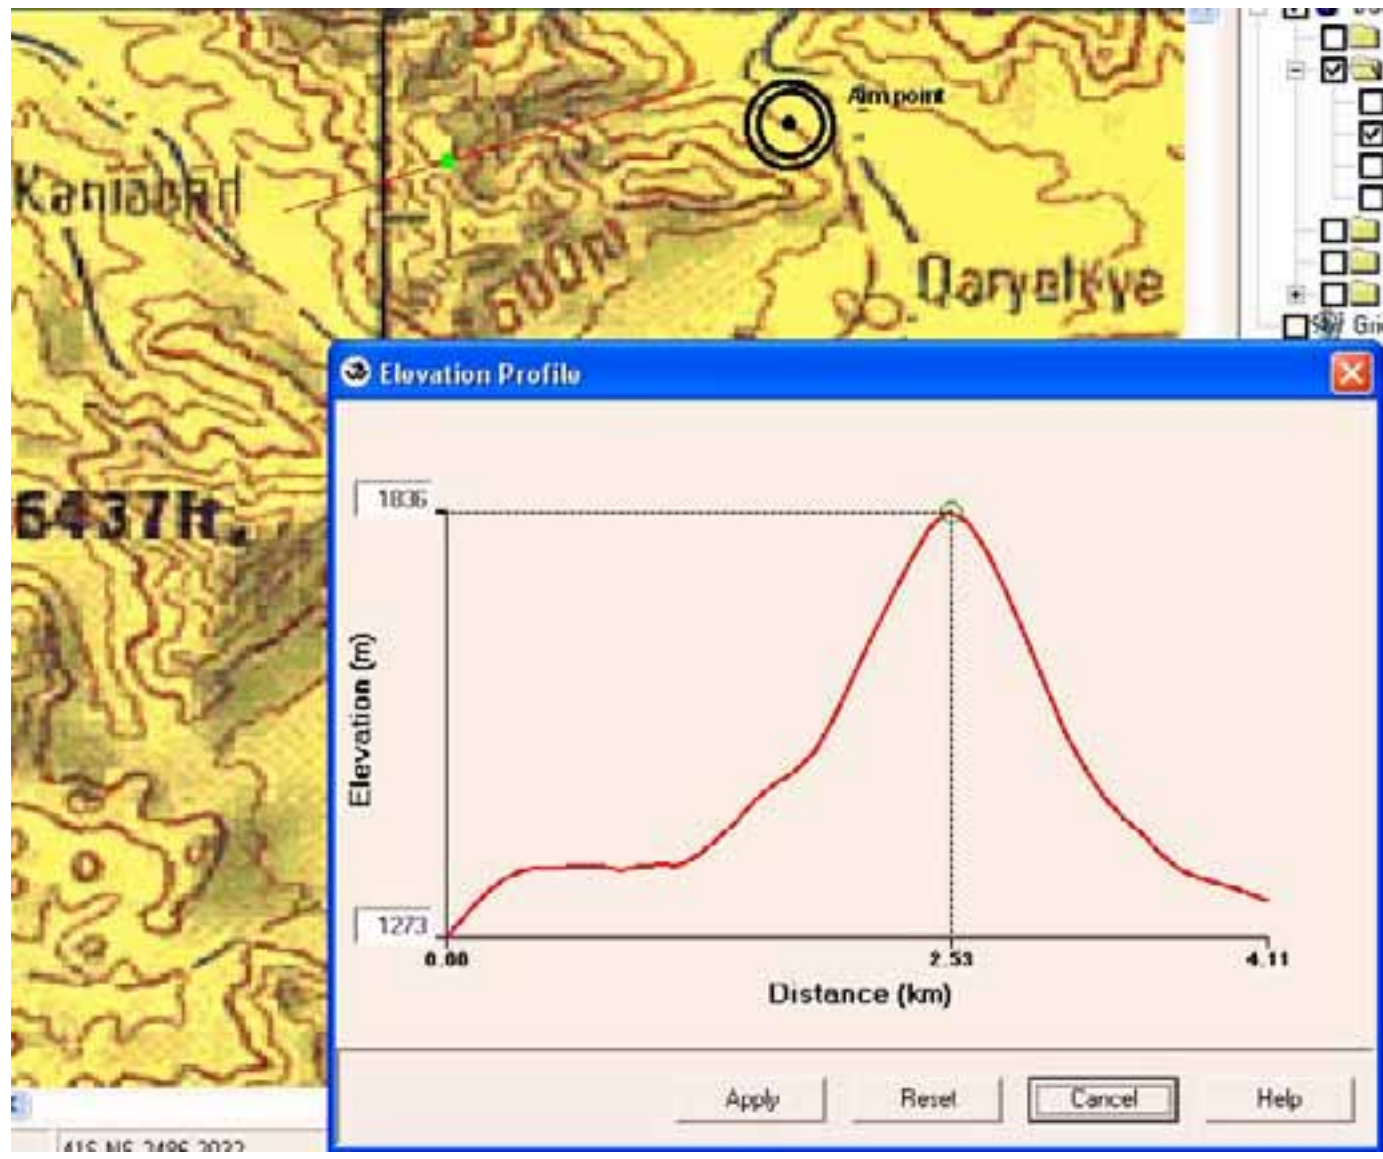 Aim point
Kaniabad
600m
6437ft.
Elevation Profile
1836
Elevation (m)
1273
0.00 2.53 4.11
Distance (km)
Apply Reset Cancel Help